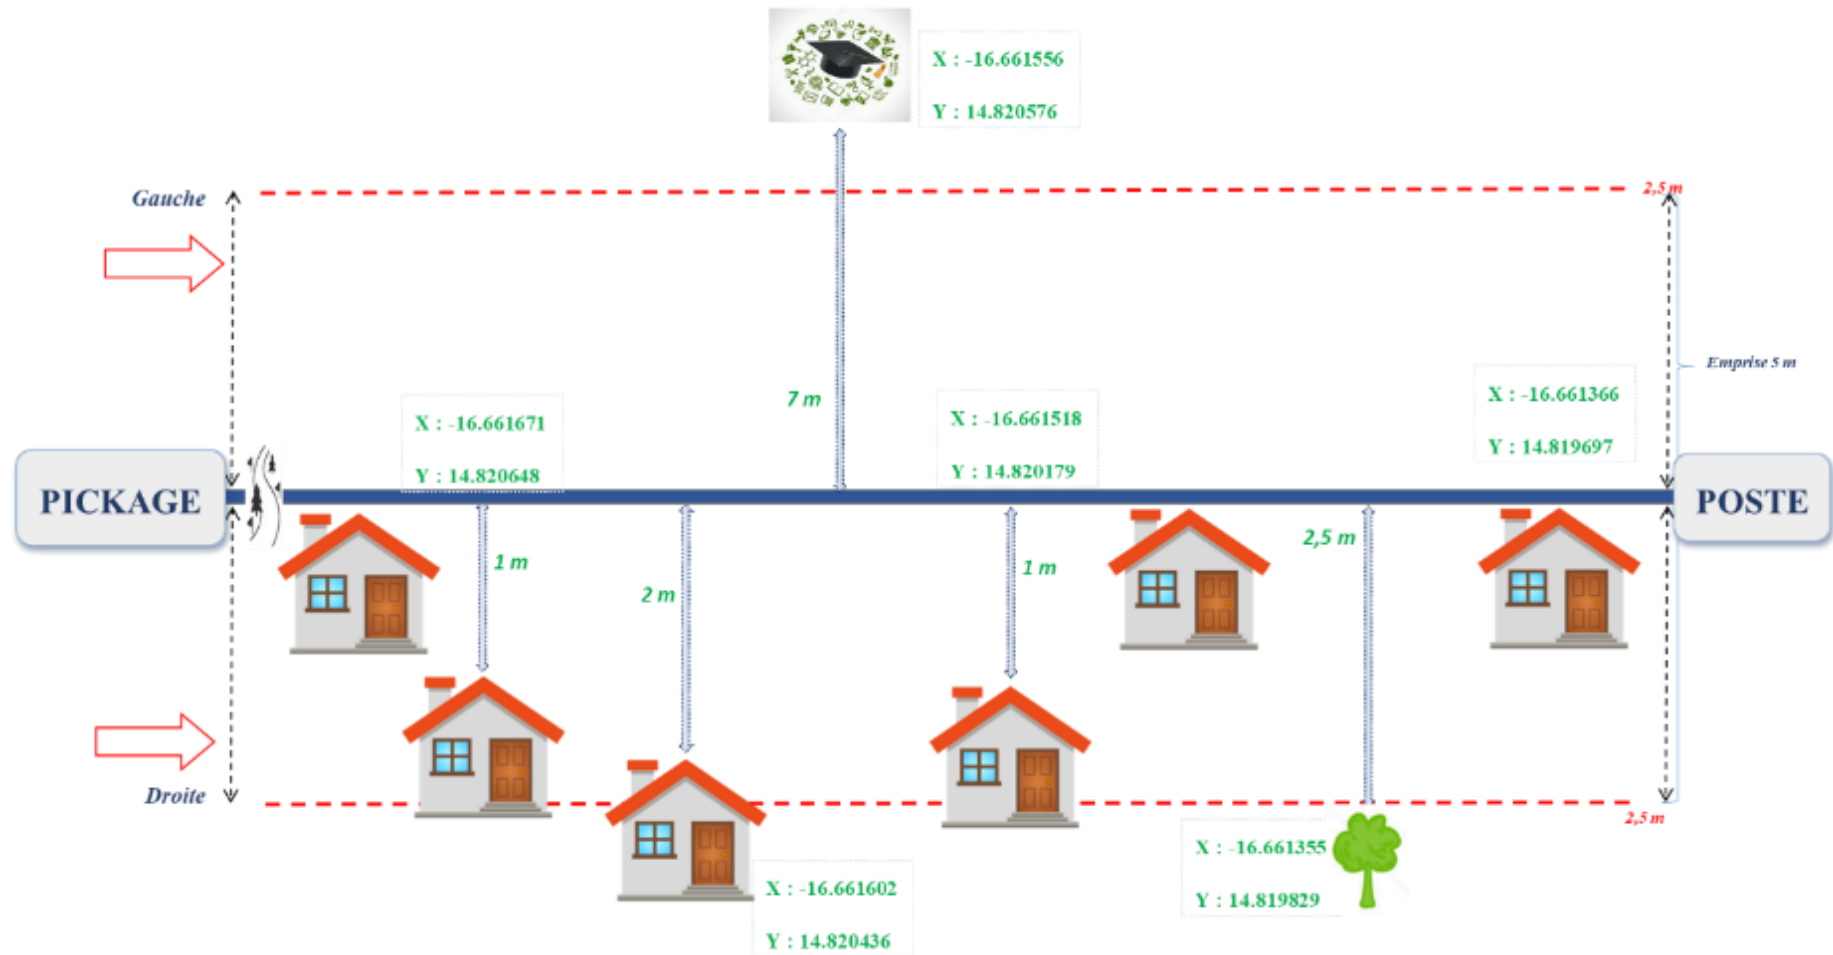 X : -16.661556
Y : 14.820576
Gauche
2,5 m
Emprise 5 m
7 m
X : -16.661671
Y : 14.820648
X : -16.661518
Y : 14.820179
X : -16.661366
Y : 14.819697
PICKAGE
POSTE
1 m
2 m
1 m
2,5 m
Droite
2,5 m
X : -16.661355
Y : 14.819829
X : -16.661602
Y : 14.820436